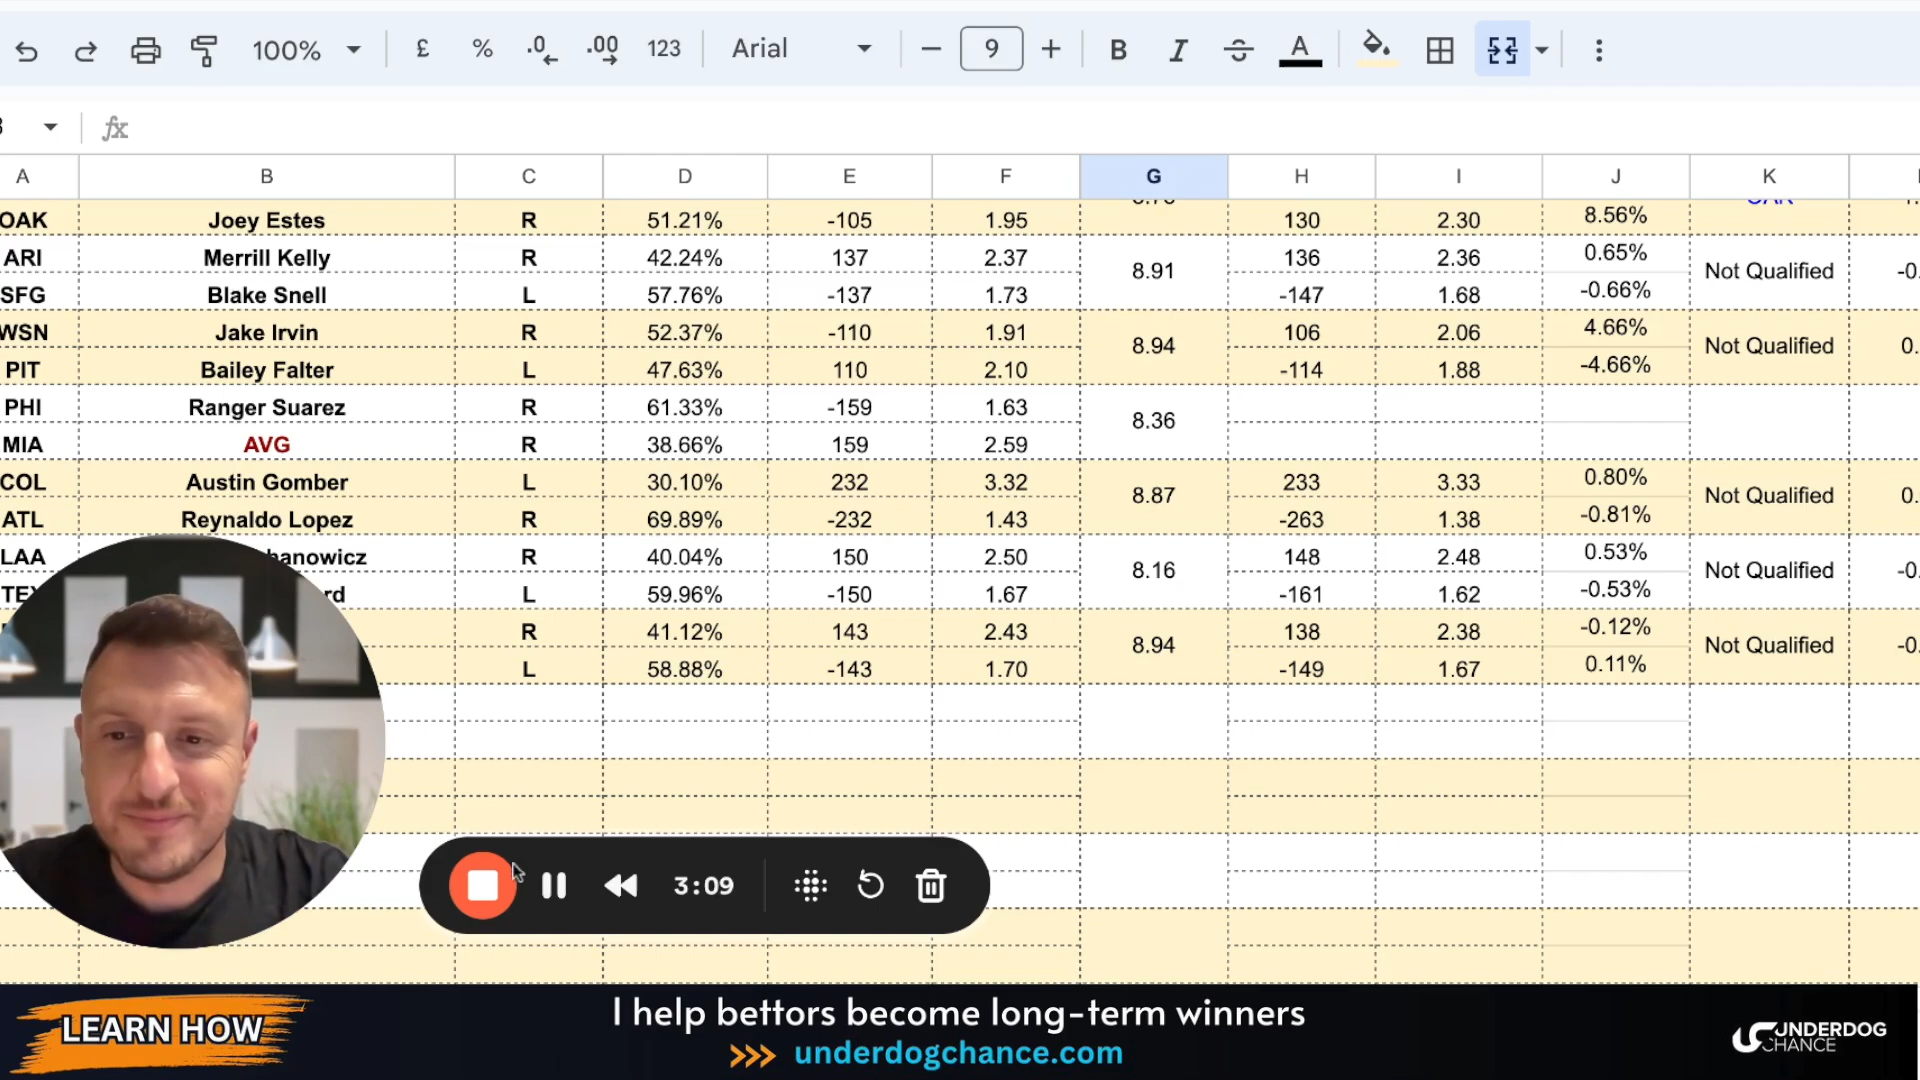 100% £ % .0 .00 123 Arial 9 B I S A
fx
A B C D E F G H I J K
OAK Joey Estes R 51.21% -105 1.95 130 2.30 8.56% OAK
ARI Merrill Kelly R 42.24% 137 2.37 8.91 136 2.36 0.65% Not Qualified -0.
SFG Blake Snell L 57.76% -137 1.73 -147 1.68 -0.66%
WSN Jake Irvin R 52.37% -110 1.91 8.94 106 2.06 4.66% Not Qualified 0.
PIT Bailey Falter L 47.63% 110 2.10 -114 1.88 -4.66%
PHI Ranger Suarez R 61.33% -159 1.63 8.36
MIA AVG R 38.66% 159 2.59
COL Austin Gomber L 30.10% 232 3.32 8.87 233 3.33 0.80% Not Qualified 0.
ATL Reynaldo Lopez R 69.89% -232 1.43 -263 1.38 -0.81%
LAA hanowicz R 40.04% 150 2.50 8.16 148 2.48 0.53% Not Qualified -0.
TEX rd L 59.96% -150 1.67 -161 1.62 -0.53%
R 41.12% 143 2.43 8.94 138 2.38 -0.12% Not Qualified -0.
L 58.88% -143 1.70 -149 1.67 0.11%
3:09
LEARN HOW
I help bettors become long-term winners
>>> underdogchance.com
UNDERDOG
CHANCE